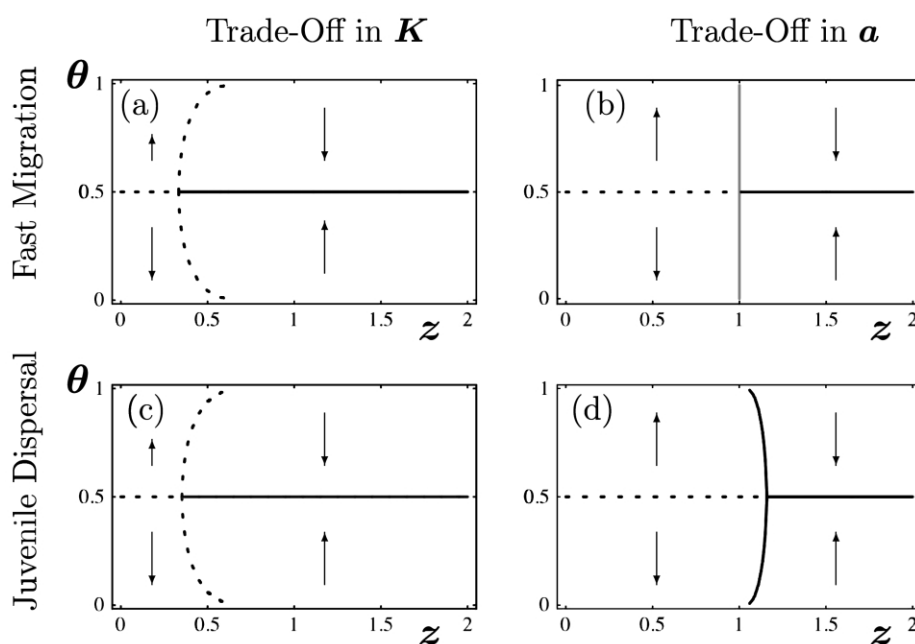 Trade-Off in K Trade-Off in a
Fast Migration
θ 1 (a) 0.5 0
0 0.5 1 z 1.5 2
1 (b) 0.5 0
0 0.5 1 1.5 z 2
Juvenile Dispersal
θ 1 (c) 0.5 0
0 0.5 1 1.5 z 2
1 (d) 0.5 0
0 0.5 1 1.5 z 2